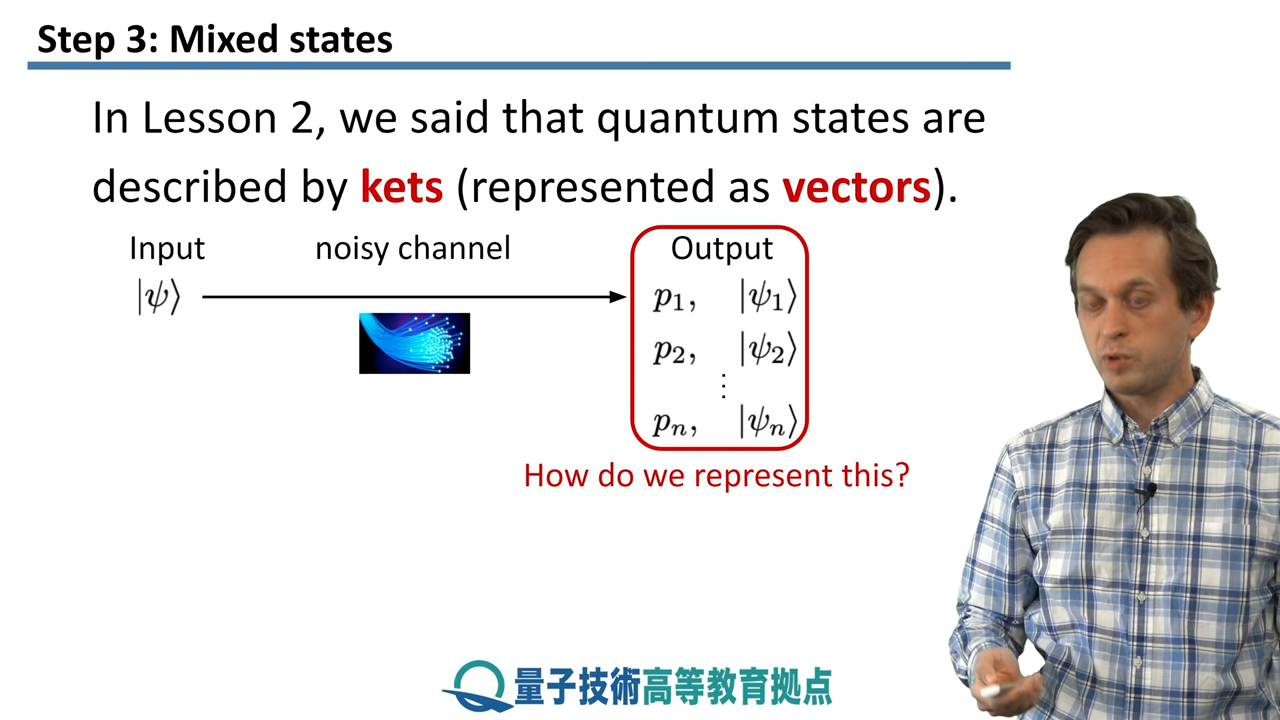 Step 3: Mixed states
In Lesson 2, we said that quantum states are
described by kets (represented as vectors).
Input noisy channel Output
|ψ⟩ p₁, |ψ₁⟩
p₂, |ψ₂⟩
⋮
pₙ, |ψₙ⟩
How do we represent this?
量子技術高等教育拠点